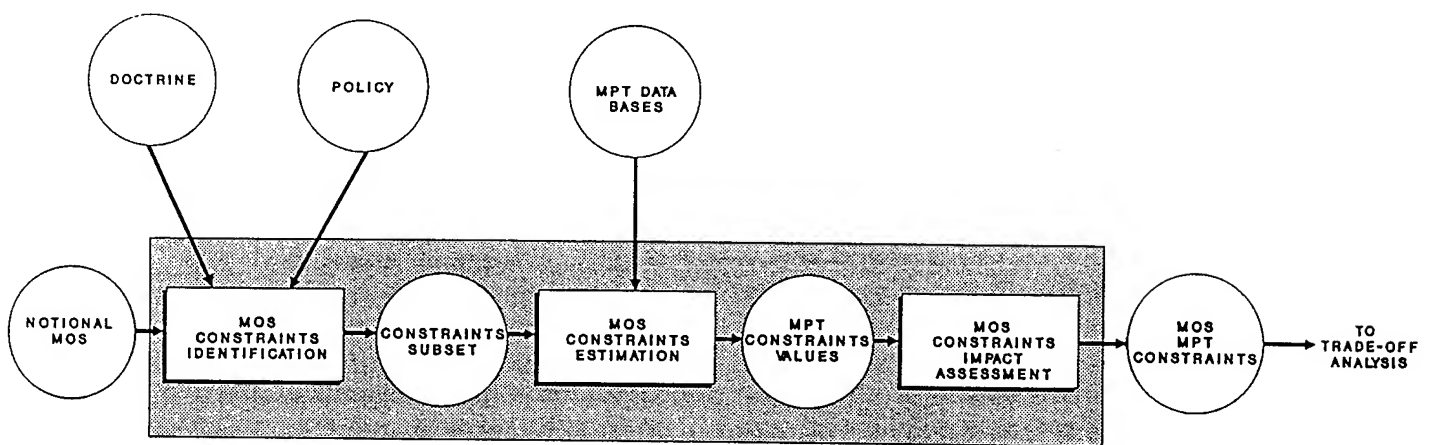 DOCTRINE
POLICY
MPT DATA
BASES
NOTIONAL
MOS
MOS
CONSTRAINTS
IDENTIFICATION
CONSTRAINTS
SUBSET
MOS
CONSTRAINTS
ESTIMATION
MPT
CONSTRAINTS
VALUES
MOS
CONSTRAINTS
IMPACT
ASSESSMENT
MOS
MPT
CONSTRAINTS
TO
TRADE-OFF
ANALYSIS